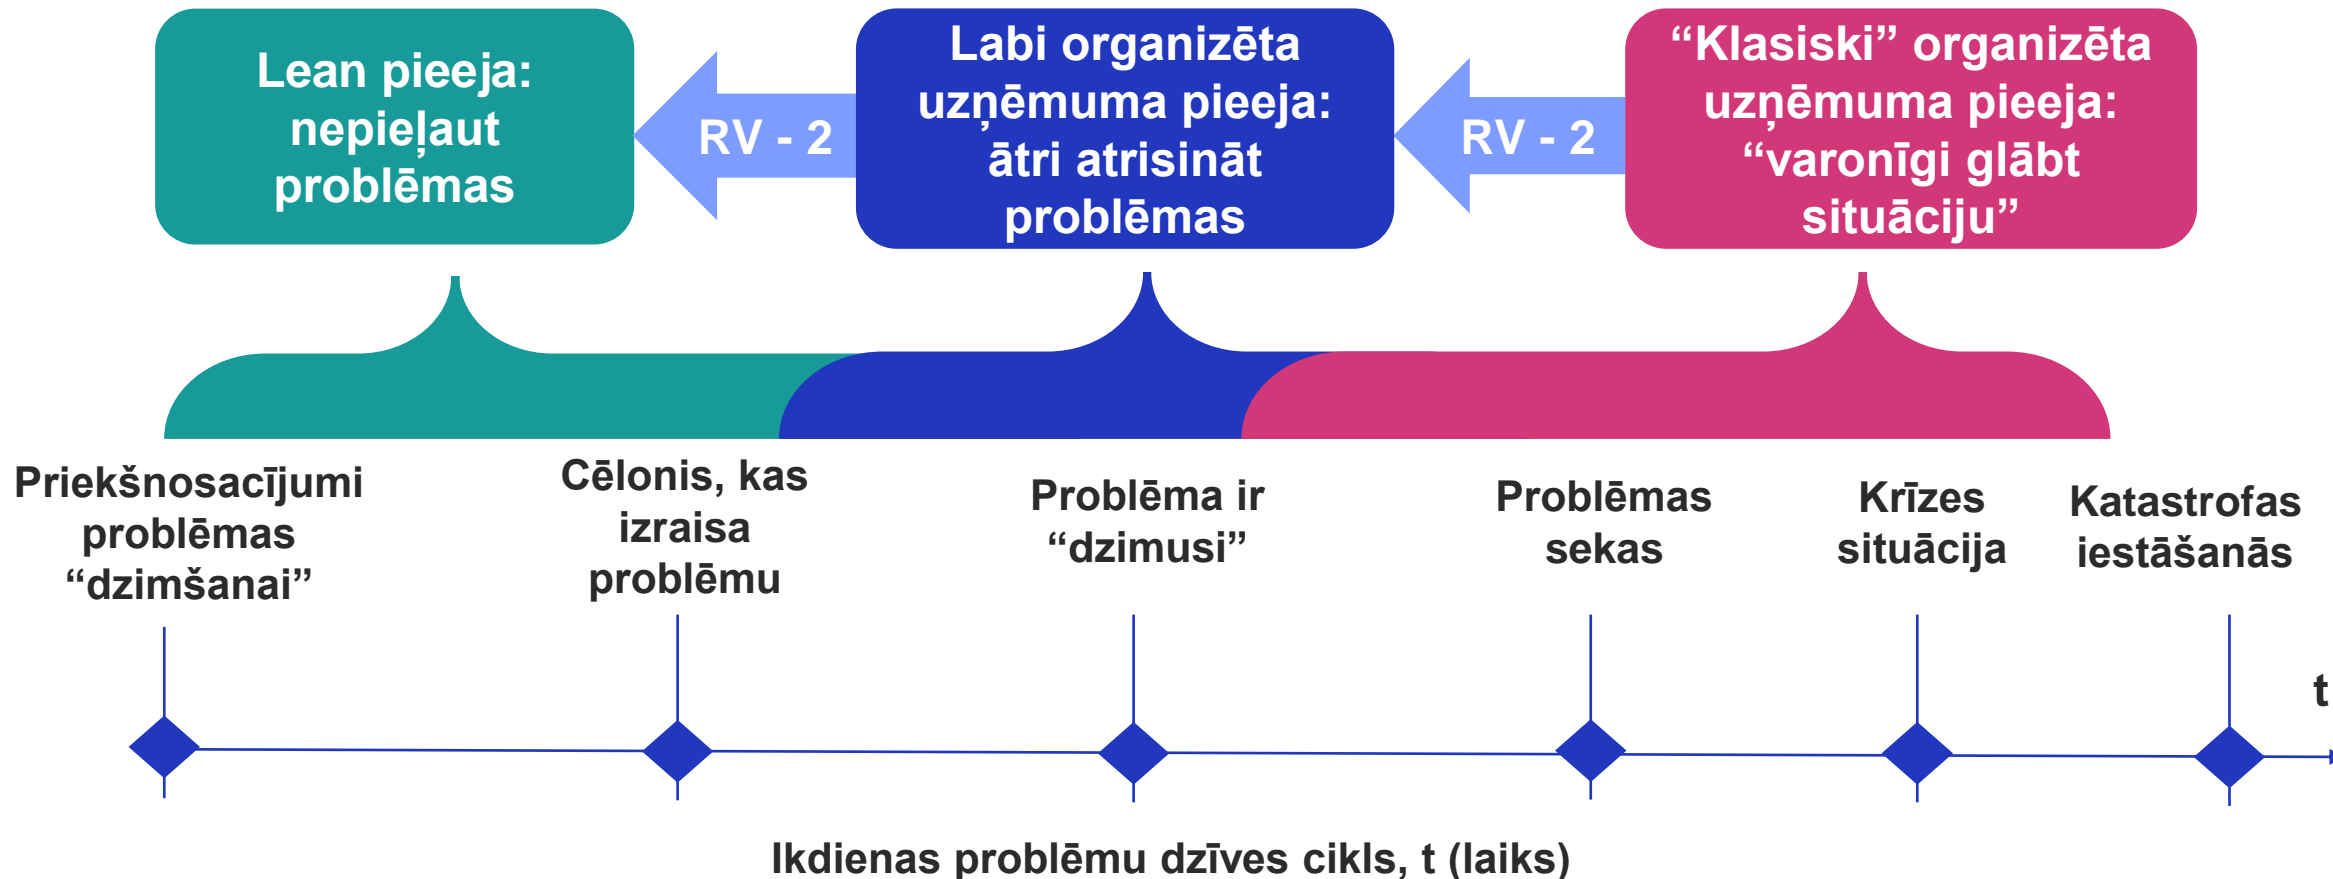 Lean pieeja:
nepieļaut
problēmas
RV - 2
Labi organizēta
uzņēmuma pieeja:
ātri atrisināt
problēmas
RV - 2
“Klasiski” organizēta
uzņēmuma pieeja:
“varonīgi glābt
situāciju”
Priekšnosacījumi
problēmas
“dzimšanai”
Cēlonis, kas
izraisa
problēmu
Problēma ir
“dzimusi”
Problēmas
sekas
Krīzes
situācija
Katastrofas
iestāšanās
t
Ikdienas problēmu dzīves cikls, t (laiks)